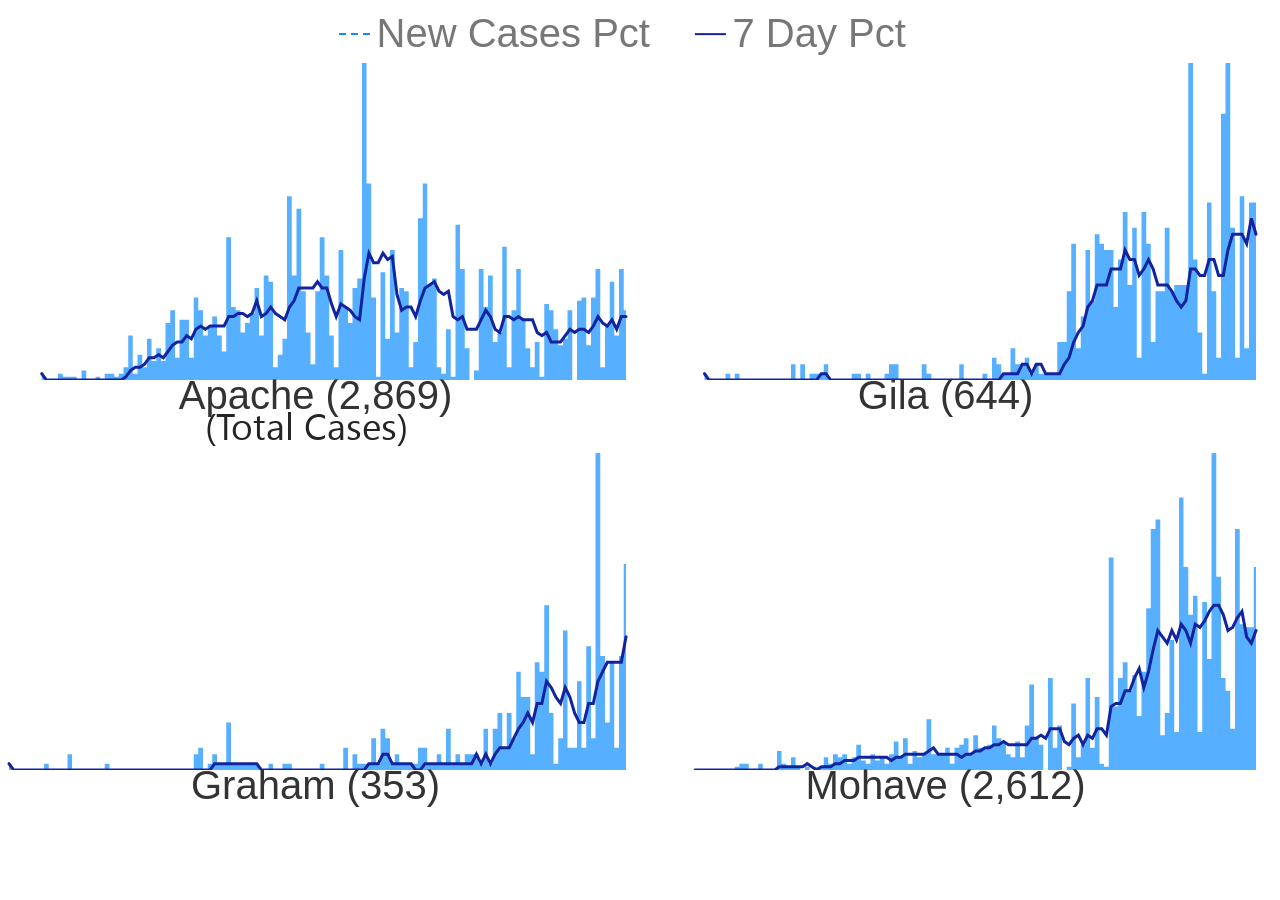 New Cases Pct 7 Day Pct
Apache (2,869)
(Total Cases)
Gila (644)
Graham (353)
Mohave (2,612)